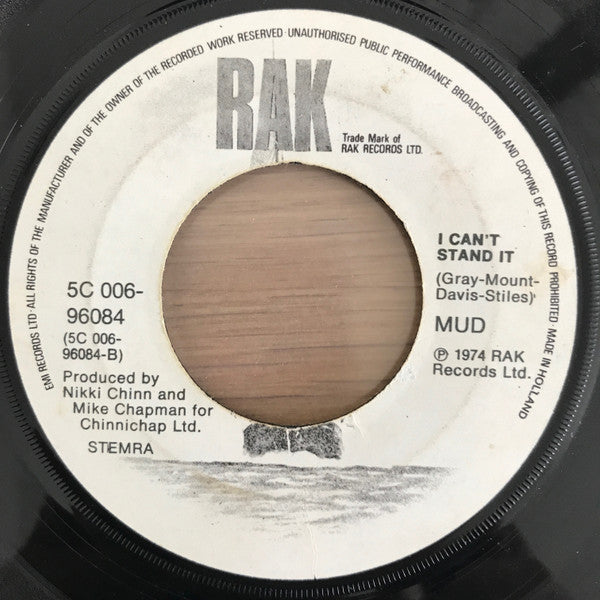 EMI RECORDS LTD·ALL RIGHTS OF THE MANUFACTURER AND OF THE OWNER OF THE RECORDED WORK RESERVED·UNAUTHORISED PUBLIC PERFORMANCE BROADCASTING AND COPYING OF THIS RECORD PROHIBITED·MADE IN HOLLAND
RAK
Trade Mark of
RAK RECORDS LTD.
I CAN'T
STAND IT
(Gray-Mount-
Davis-Stiles)
MUD
℗ 1974 RAK
Records Ltd.
5C 006-
96084
(5C 006-
96084-B)
Produced by
Nikki Chinn and
Mike Chapman for
Chinnichap Ltd.
STEMRA